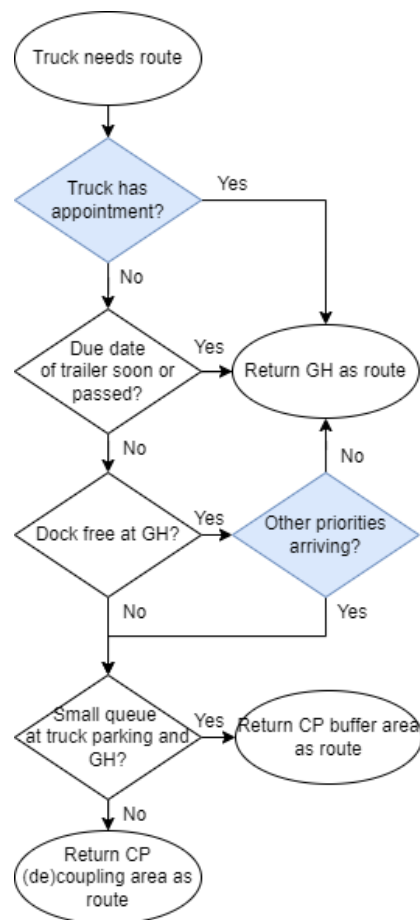 Truck needs route
Truck has
appointment?
Yes
No
Due date
of trailer soon or
passed?
Yes
Return GH as route
No
No
Dock free at GH?
Yes
Other priorities
arriving?
No
Yes
Small queue
at truck parking and
GH?
Yes
Return CP buffer area
as route
No
Return CP
(de)coupling area as
route